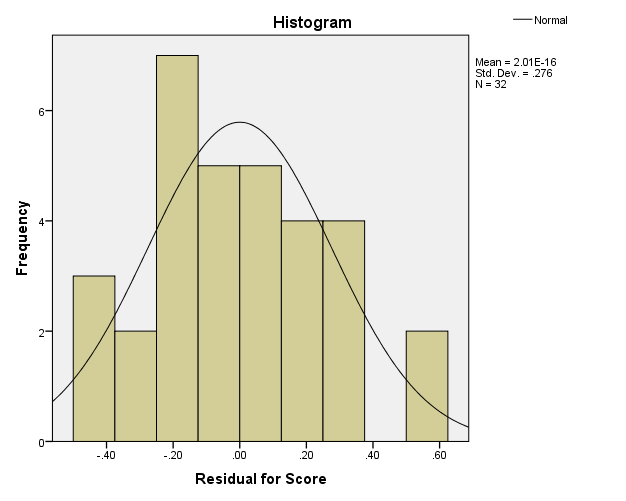 Histogram
Normal
Mean = 2.01E-16
Std. Dev. = .276
N = 32
Frequency
6
4
2
0
-.40 -.20 .00 .20 .40 .60
Residual for Score